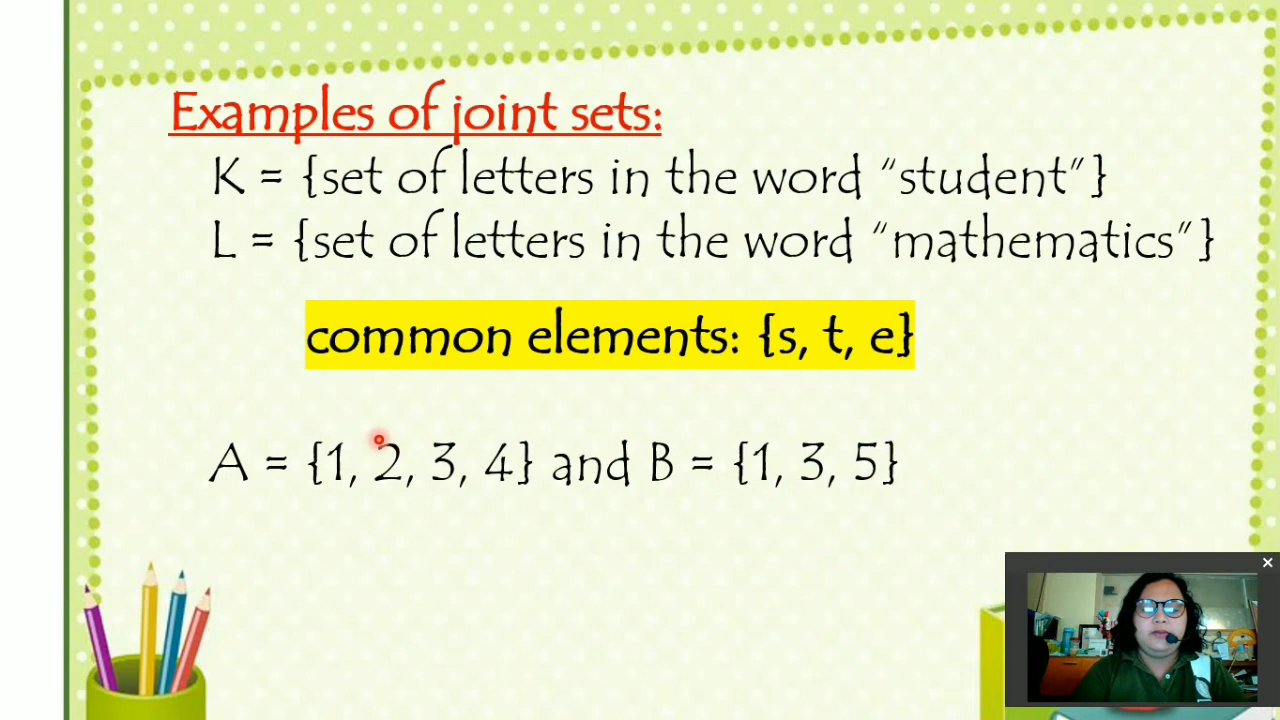 Examples of joint sets:
K = {set of letters in the word “student”}
L = {set of letters in the word “mathematics”}
common elements: {s, t, e}
A = {1, 2, 3, 4} and B = {1, 3, 5}